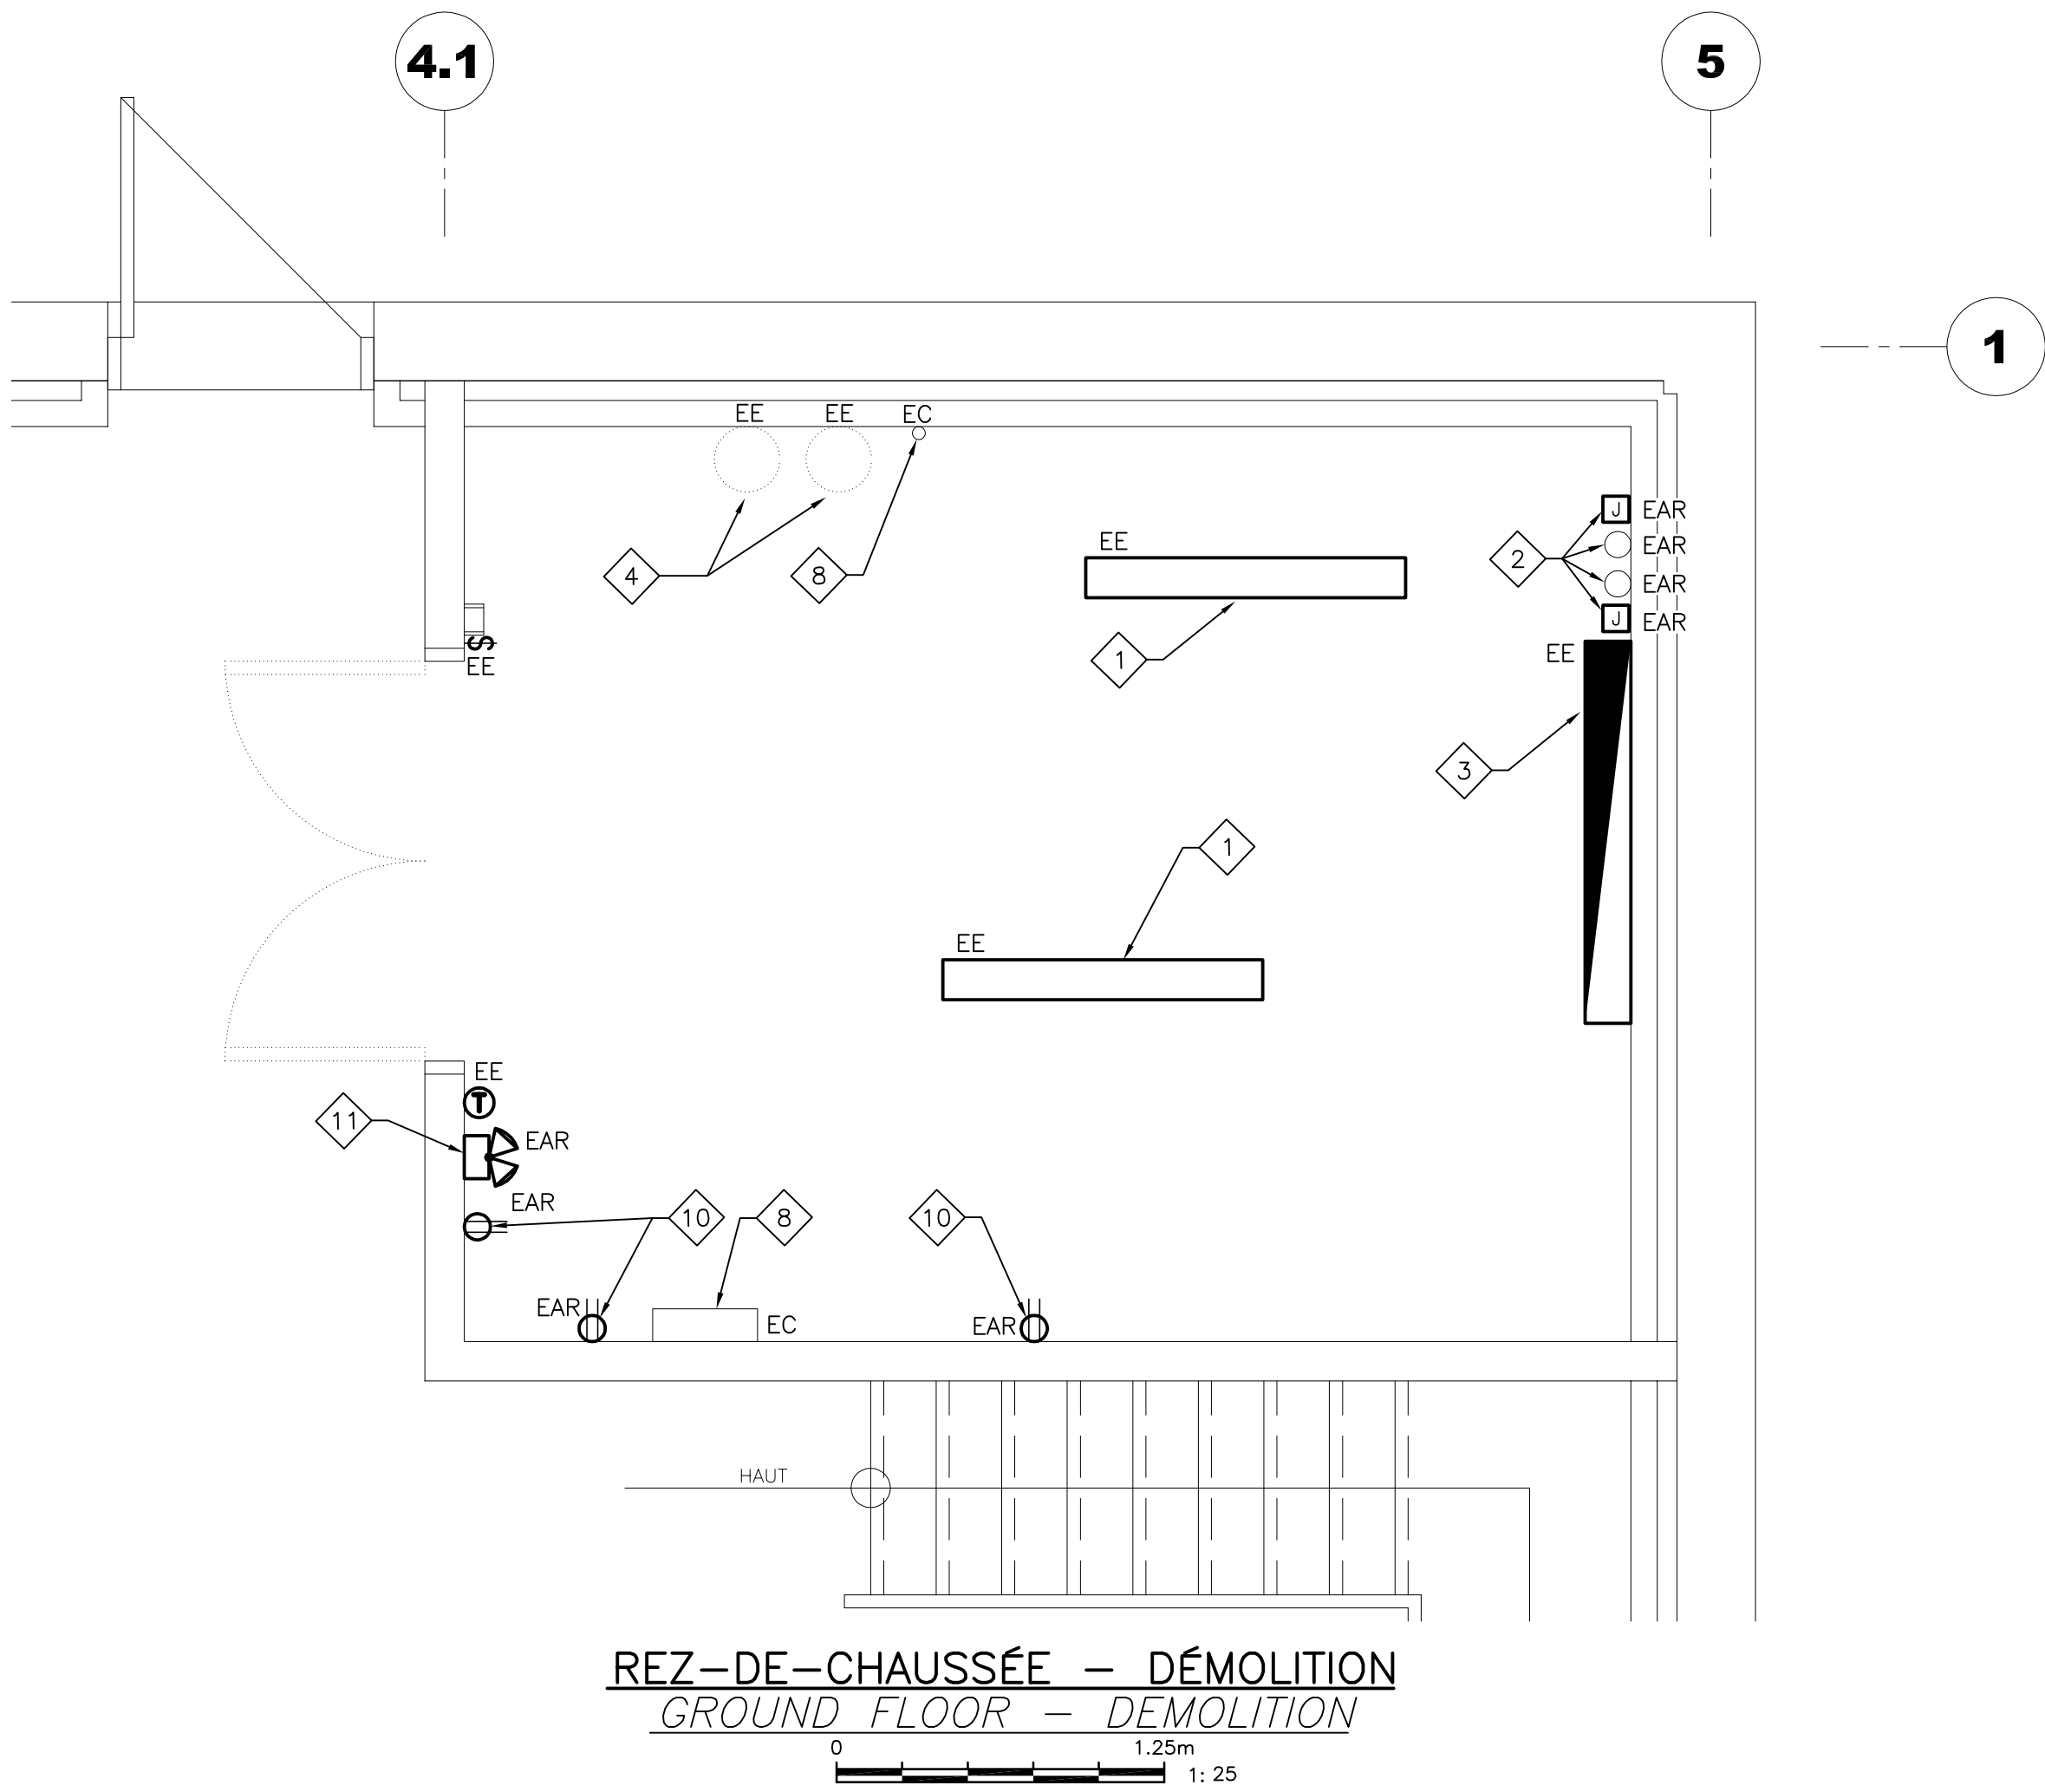 4.1
5
1
EE
EE
EC
4
8
EE
1
J
EAR
EAR
2
EAR
J
EAR
EE
3
S
EE
1
EE
EE
T
11
EAR
EAR
10
8
10
EAR
EC
EAR
HAUT
REZ-DE-CHAUSSÉE - DÉMOLITION
GROUND FLOOR - DEMOLITION
0 1.25m
1: 25